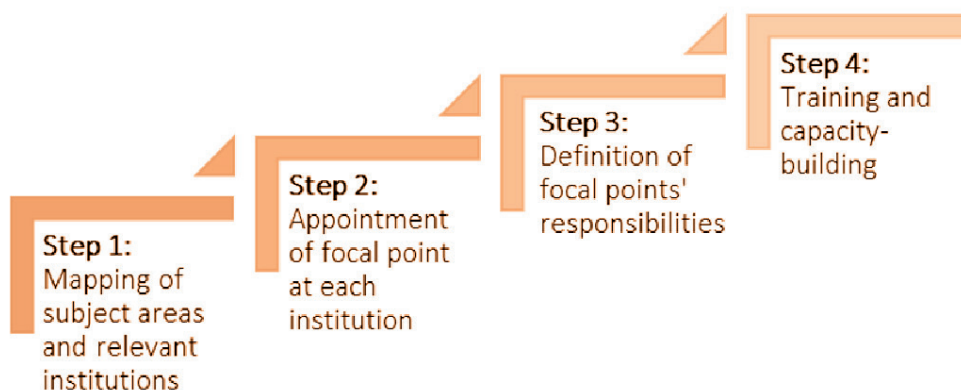 Step 1:
Mapping of
subject areas
and relevant
institutions
Step 2:
Appointment
of focal point
at each
institution
Step 3:
Definition of
focal points'
responsibilities
Step 4:
Training and
capacity-
building